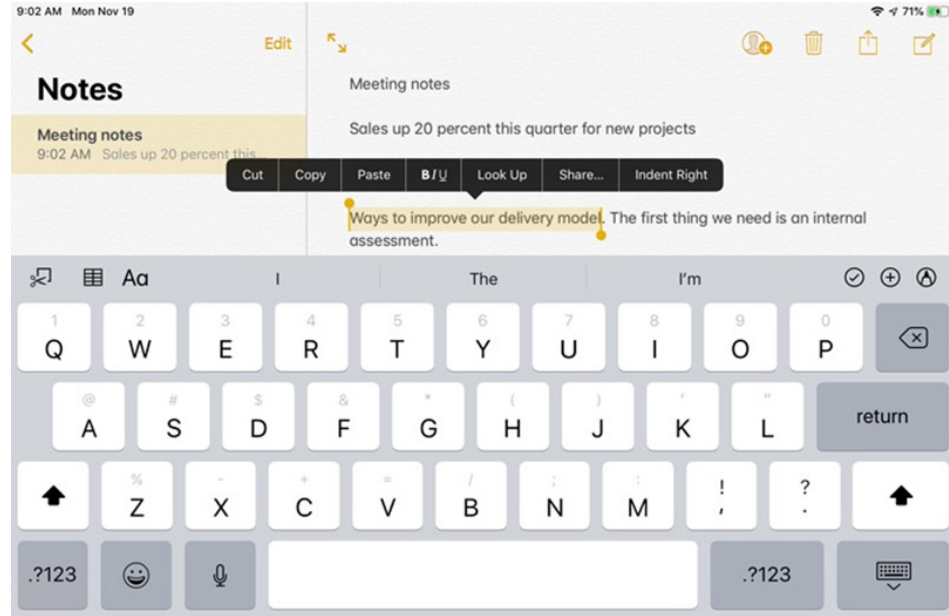 9:02 AM Mon Nov 19
71%
Edit
Notes
Meeting notes
9:02 AM Sales up 20 percent this...
Meeting notes
Sales up 20 percent this quarter for new projects
Cut Copy Paste BIU Look Up Share... Indent Right
Ways to improve our delivery model. The first thing we need is an internal
assessment.
Aa I The I'm
1 2 3 4 5 6 7 8 9 0
Q W E R T Y U I O P
@ # $ & * ( ) ' "
A S D F G H J K L return
% - + = / ; : ! ?
Z X C V B N M , .
.?123 .?123